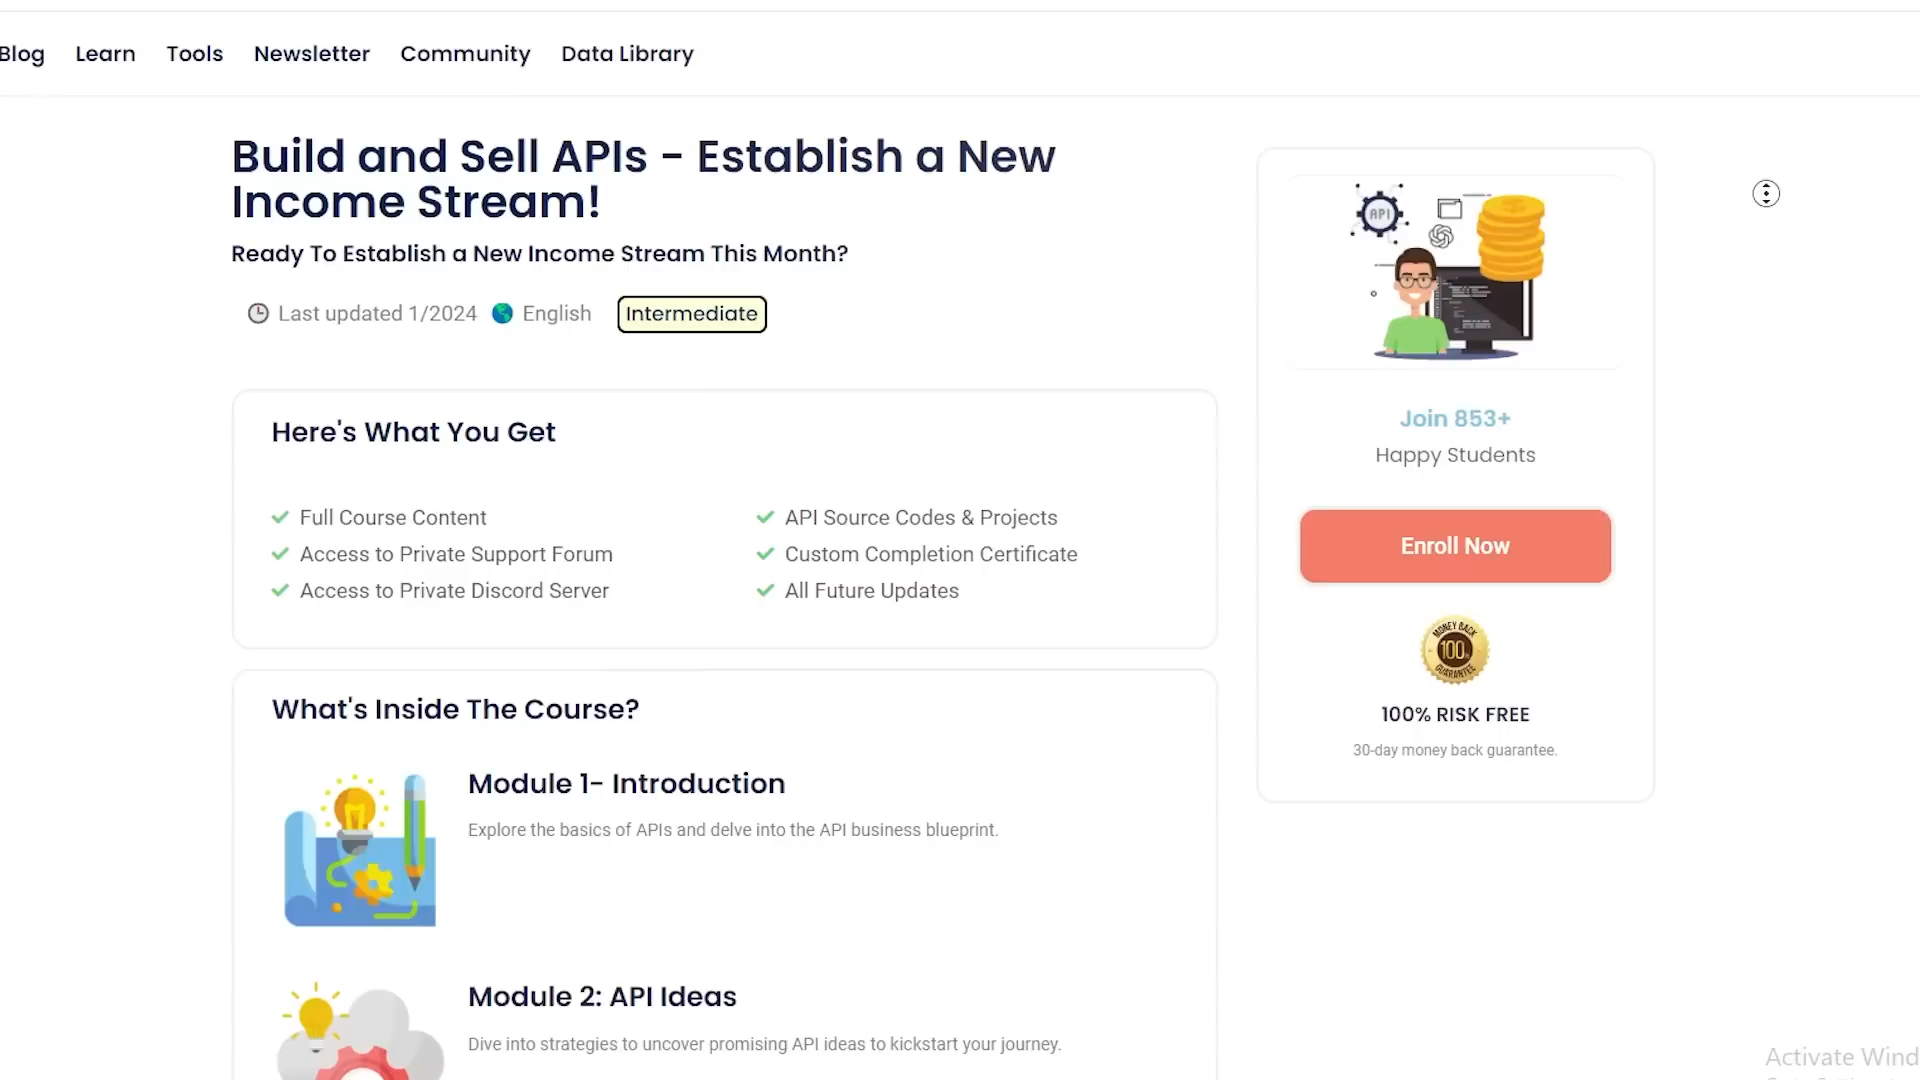 Blog Learn Tools Newsletter Community Data Library
Build and Sell APIs - Establish a New
Income Stream!
Ready To Establish a New Income Stream This Month?
Last updated 1/2024 English Intermediate
Here's What You Get
Full Course Content
Access to Private Support Forum
Access to Private Discord Server
API Source Codes & Projects
Custom Completion Certificate
All Future Updates
What's Inside The Course?
Module 1- Introduction
Explore the basics of APIs and delve into the API business blueprint.
Module 2: API Ideas
Dive into strategies to uncover promising API ideas to kickstart your journey.
API
Join 853+
Happy Students
Enroll Now
MONEY BACK
100%
GUARANTEE
100% RISK FREE
30-day money back guarantee.
Activate Wind